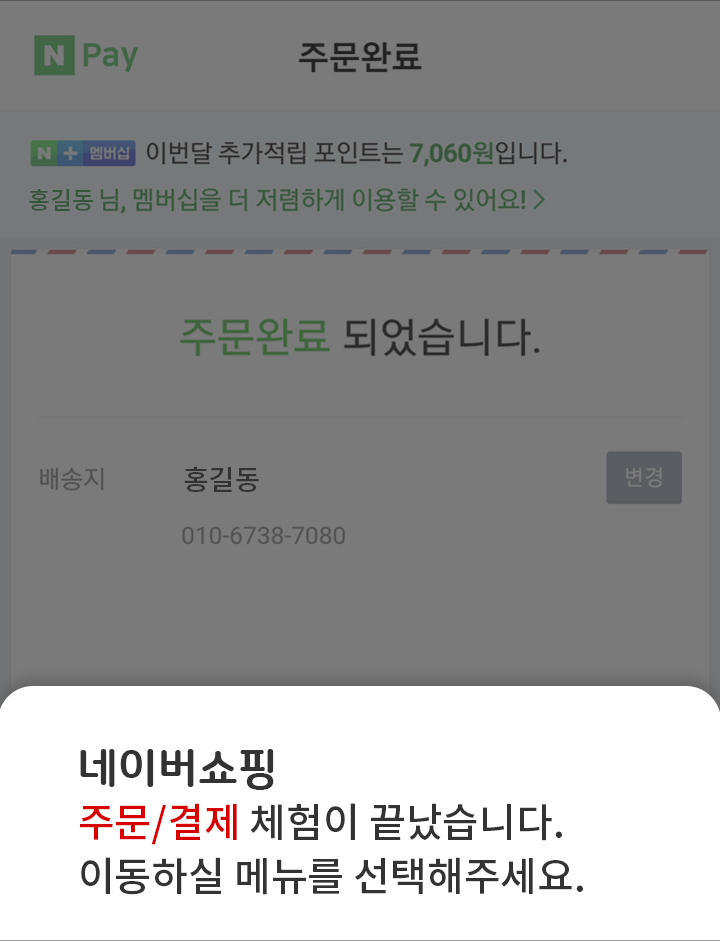 N Pay 주문완료
N + 멤버십 이번달 추가적립 포인트는 7,060원입니다.
홍길동 님, 멤버십을 더 저렴하게 이용할 수 있어요! >
주문완료 되었습니다.
배송지 홍길동 변경
010-6738-7080
네이버쇼핑
주문/결제 체험이 끝났습니다.
이동하실 메뉴를 선택해주세요.